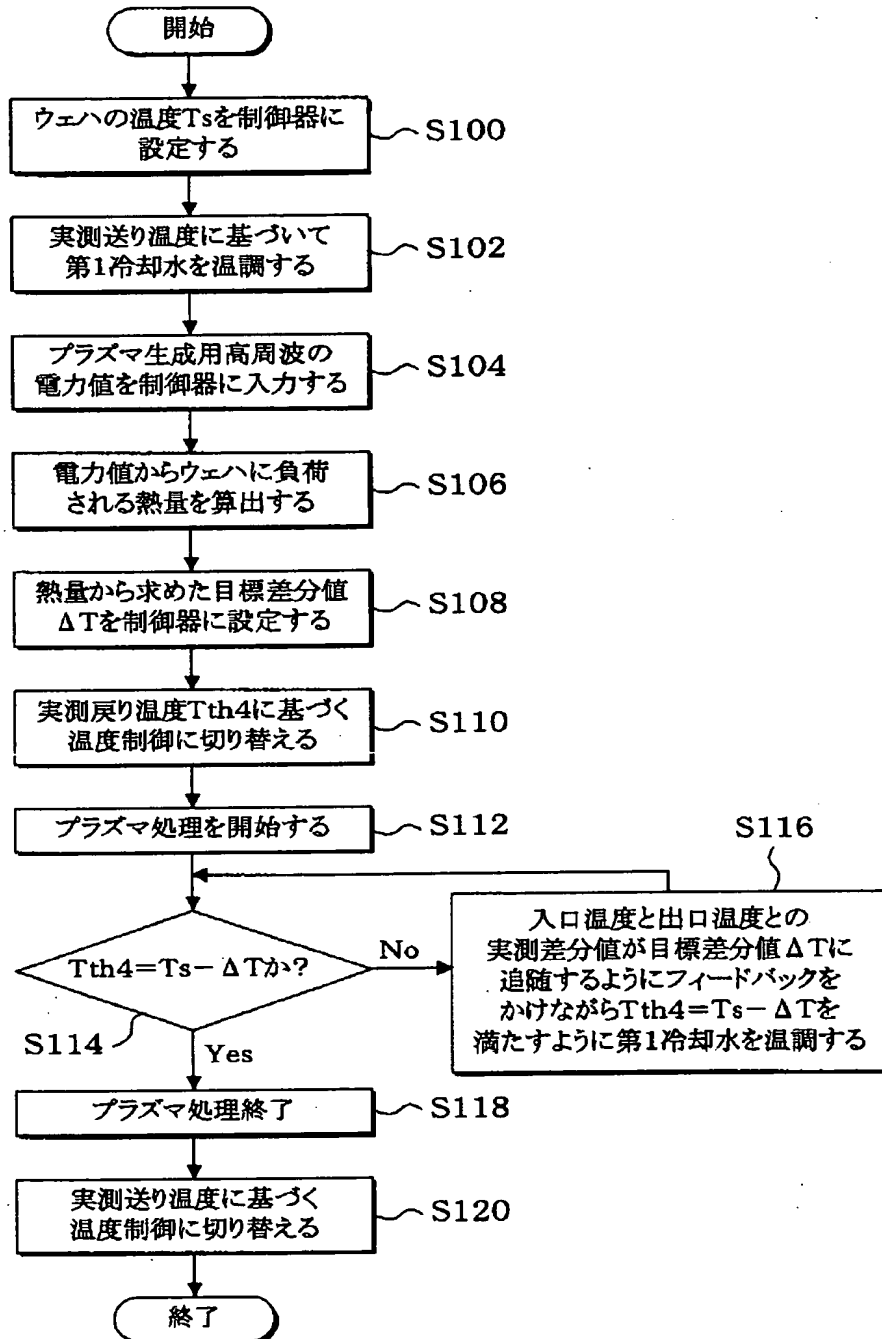 開始
ウェハの温度Tsを制御器に
設定する
S100
実測送り温度に基づいて
第1冷却水を温調する
S102
プラズマ生成用高周波の
電力値を制御器に入力する
S104
電力値からウェハに負荷
される熱量を算出する
S106
熱量から求めた目標差分値
ΔTを制御器に設定する
S108
実測戻り温度Tth4に基づく
温度制御に切り替える
S110
プラズマ処理を開始する
S112
Tth4=Ts-ΔTか?
S114
No
Yes
S116
入口温度と出口温度との
実測差分値が目標差分値ΔTに
追随するようにフィードバックを
かけながらTth4=Ts-ΔTを
満たすように第1冷却水を温調する
プラズマ処理終了
S118
実測送り温度に基づく
温度制御に切り替える
S120
終了